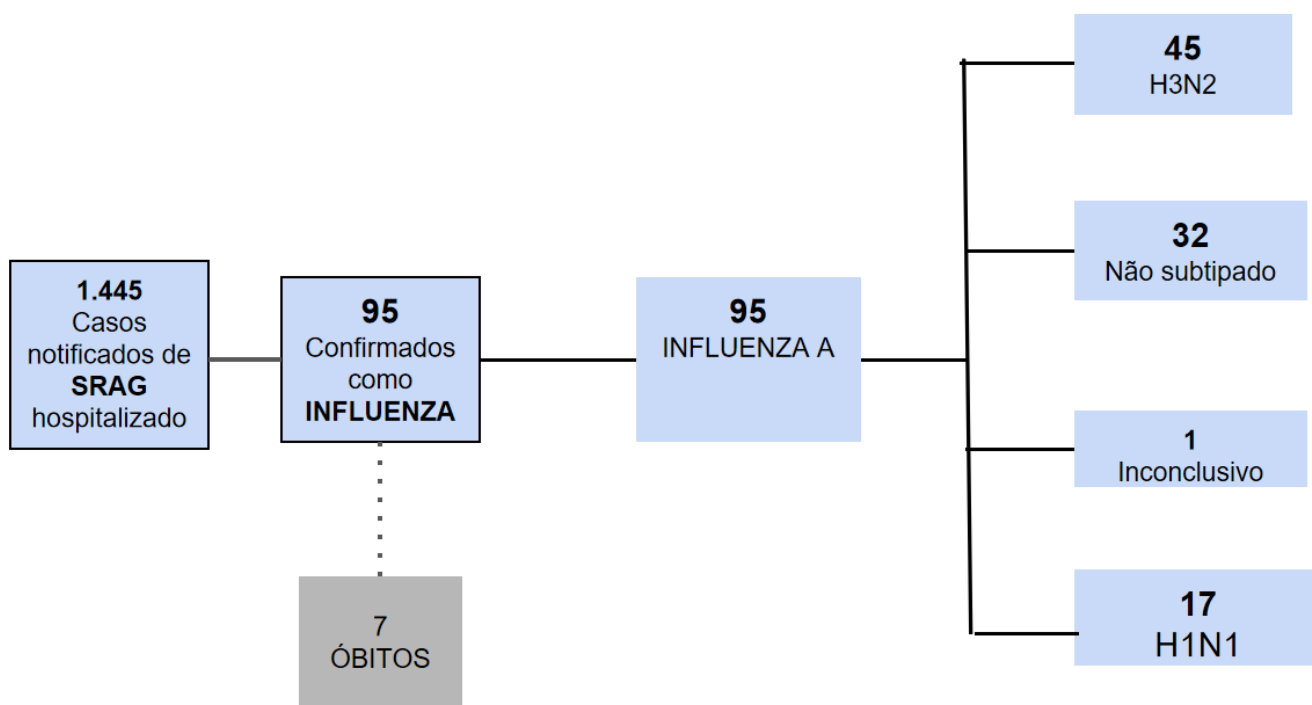 1.445
Casos
notificados de
SRAG
hospitalizado
95
Confirmados
como
INFLUENZA
7
ÓBITOS
95
INFLUENZA A
45
H3N2
32
Não subtipado
1
Inconclusivo
17
H1N1